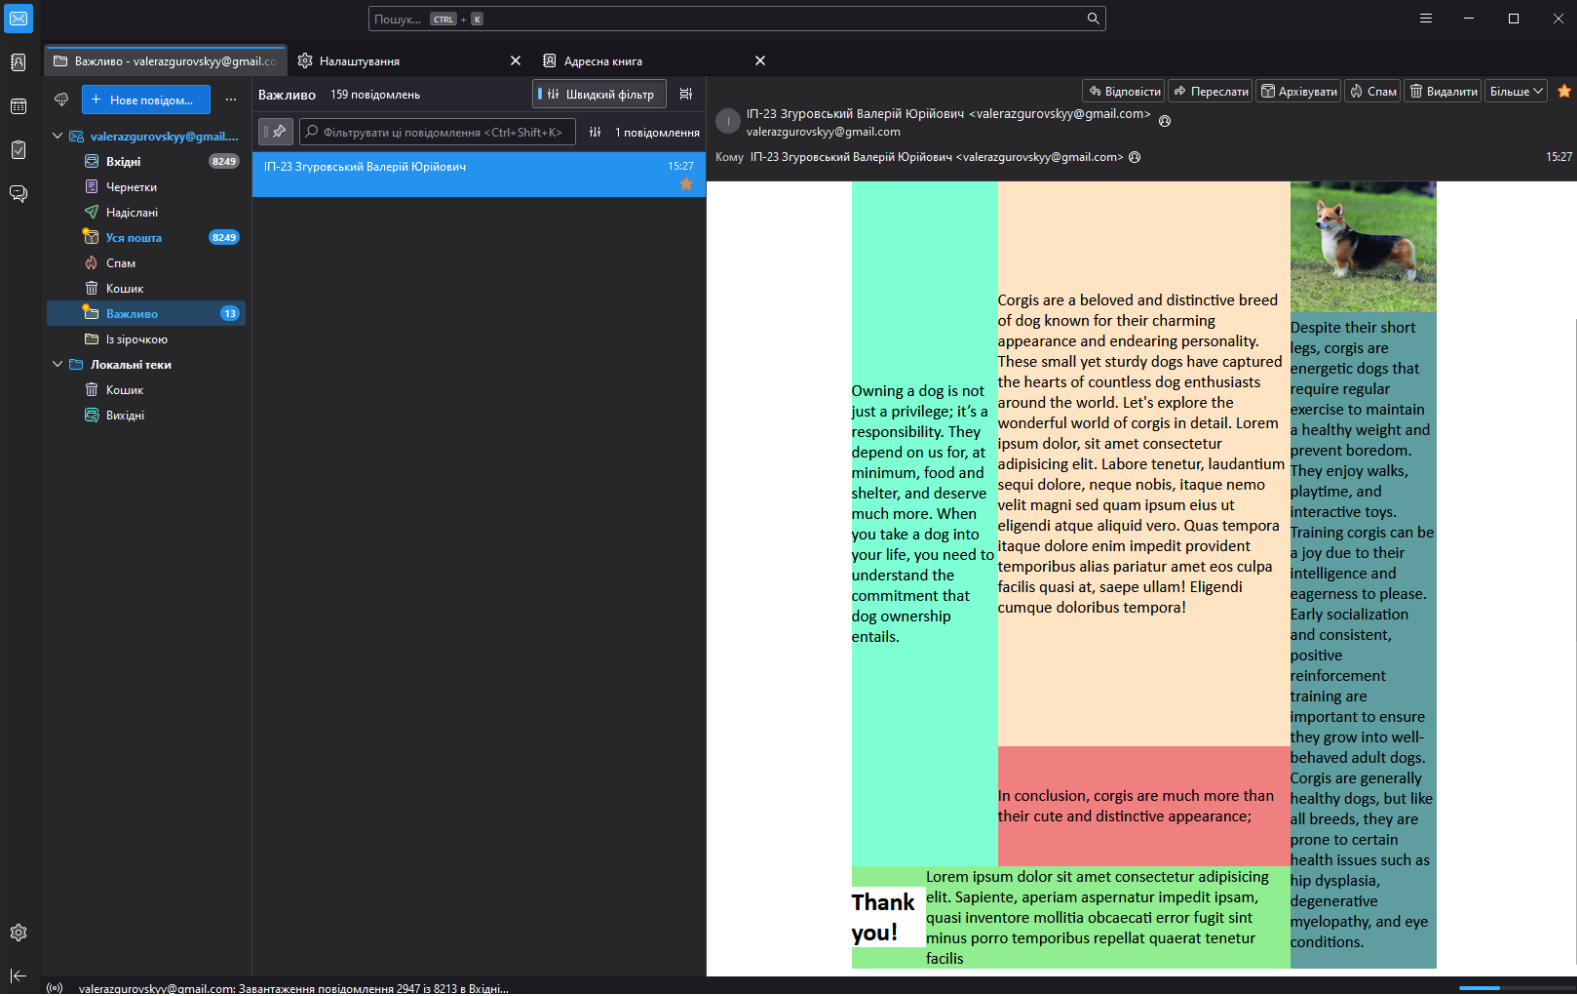 Пошук... CTRL + K
Важливо - valerazgurovskyy@gmail.co
Налаштування
Адресна книга
Нове повідом...
valerazgurovskyy@gmail....
Вхідні 8249
Чернетки
Надіслані
Уся пошта 8249
Спам
Кошик
Важливо 13
Із зірочкою
Локальні теки
Кошик
Вихідні
Важливо 159 повідомлень Швидкий фільтр
Фільтрувати ці повідомлення <Ctrl+Shift+K> 1 повідомлення
ІП-23 Згуровський Валерій Юрійович 15:27
Відповісти Переслати Архівувати Спам Видалити Більше
І
ІП-23 Згуровський Валерій Юрійович <valerazgurovskyy@gmail.com>
valerazgurovskyy@gmail.com
Кому ІП-23 Згуровський Валерій Юрійович <valerazgurovskyy@gmail.com> 15:27
Owning a dog is not
just a privilege; it’s a
responsibility. They
depend on us for, at
minimum, food and
shelter, and deserve
much more. When
you take a dog into
your life, you need to
understand the
commitment that
dog ownership
entails.
Corgis are a beloved and distinctive breed
of dog known for their charming
appearance and endearing personality.
These small yet sturdy dogs have captured
the hearts of countless dog enthusiasts
around the world. Let's explore the
wonderful world of corgis in detail. Lorem
ipsum dolor, sit amet consectetur
adipisicing elit. Labore tenetur, laudantium
sequi dolore, neque nobis, itaque nemo
velit magni sed quam ipsum eius ut
eligendi atque aliquid vero. Quas tempora
itaque dolore enim impedit provident
temporibus alias pariatur amet eos culpa
facilis quasi at, saepe ullam! Eligendi
cumque doloribus tempora!
In conclusion, corgis are much more than
their cute and distinctive appearance;
Despite their short
legs, corgis are
energetic dogs that
require regular
exercise to maintain
a healthy weight and
prevent boredom.
They enjoy walks,
playtime, and
interactive toys.
Training corgis can be
a joy due to their
intelligence and
eagerness to please.
Early socialization
and consistent,
positive
reinforcement
training are
important to ensure
they grow into well-
behaved adult dogs.
Corgis are generally
healthy dogs, but like
all breeds, they are
prone to certain
health issues such as
hip dysplasia,
degenerative
myelopathy, and eye
conditions.
Thank
you!
Lorem ipsum dolor sit amet consectetur adipisicing
elit. Sapiente, aperiam aspernatur impedit ipsam,
quasi inventore mollitia obcaecati error fugit sint
minus porro temporibus repellat quaerat tenetur
facilis
valerazgurovskyy@gmail.com: Завантаження повідомлення 2947 із 8213 в Вхідні...